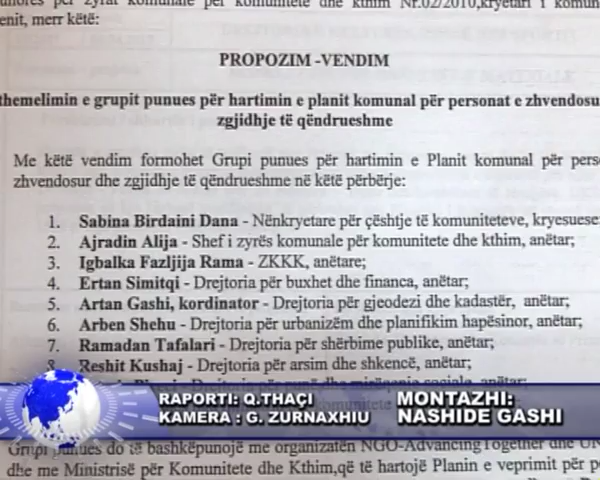 punores për zyrat komunale për komunitete dhe kthim Nr.02/2010,kryetari i komun
enit, merr këtë:
PROPOZIM -VENDIM
themelimin e grupit punues për hartimin e planit komunal për personat e zhvendosur
zgjidhje të qëndrueshme
Me këtë vendim formohet Grupi punues për hartimin e Planit komunal për pers
zhvendosur dhe zgjidhje të qëndrueshme në këtë përbërje:
1. Sabina Birdaini Dana - Nënkryetare për çështje të komuniteteve, kryesuese
2. Ajradin Alija - Shef i zyrës komunale për komunitete dhe kthim, anëtar;
3. Igbalka Fazljija Rama - ZKKK, anëtare;
4. Ertan Simitqi - Drejtoria për buxhet dhe financa, anëtar;
5. Artan Gashi, kordinator - Drejtoria për gjeodezi dhe kadastër, anëtar;
6. Arben Shehu - Drejtoria për urbanizëm dhe planifikim hapësinor, anëtar;
7. Ramadan Tafalari - Drejtoria për shërbime publike, anëtar;
8. Reshit Kushaj - Drejtoria për arsim dhe shkencë, anëtar;
RAPORTI: Q.THAÇI
KAMERA : G. ZURNAXHIU
MONTAZHI:
NASHIDE GASHI
Grupi punues do të bashkëpunojë me organizatën NGO-AdvancingTogether dhe UN
dhe me Ministrisë për Komunitete dhe Kthim,që të hartojë Planin e veprimit për p